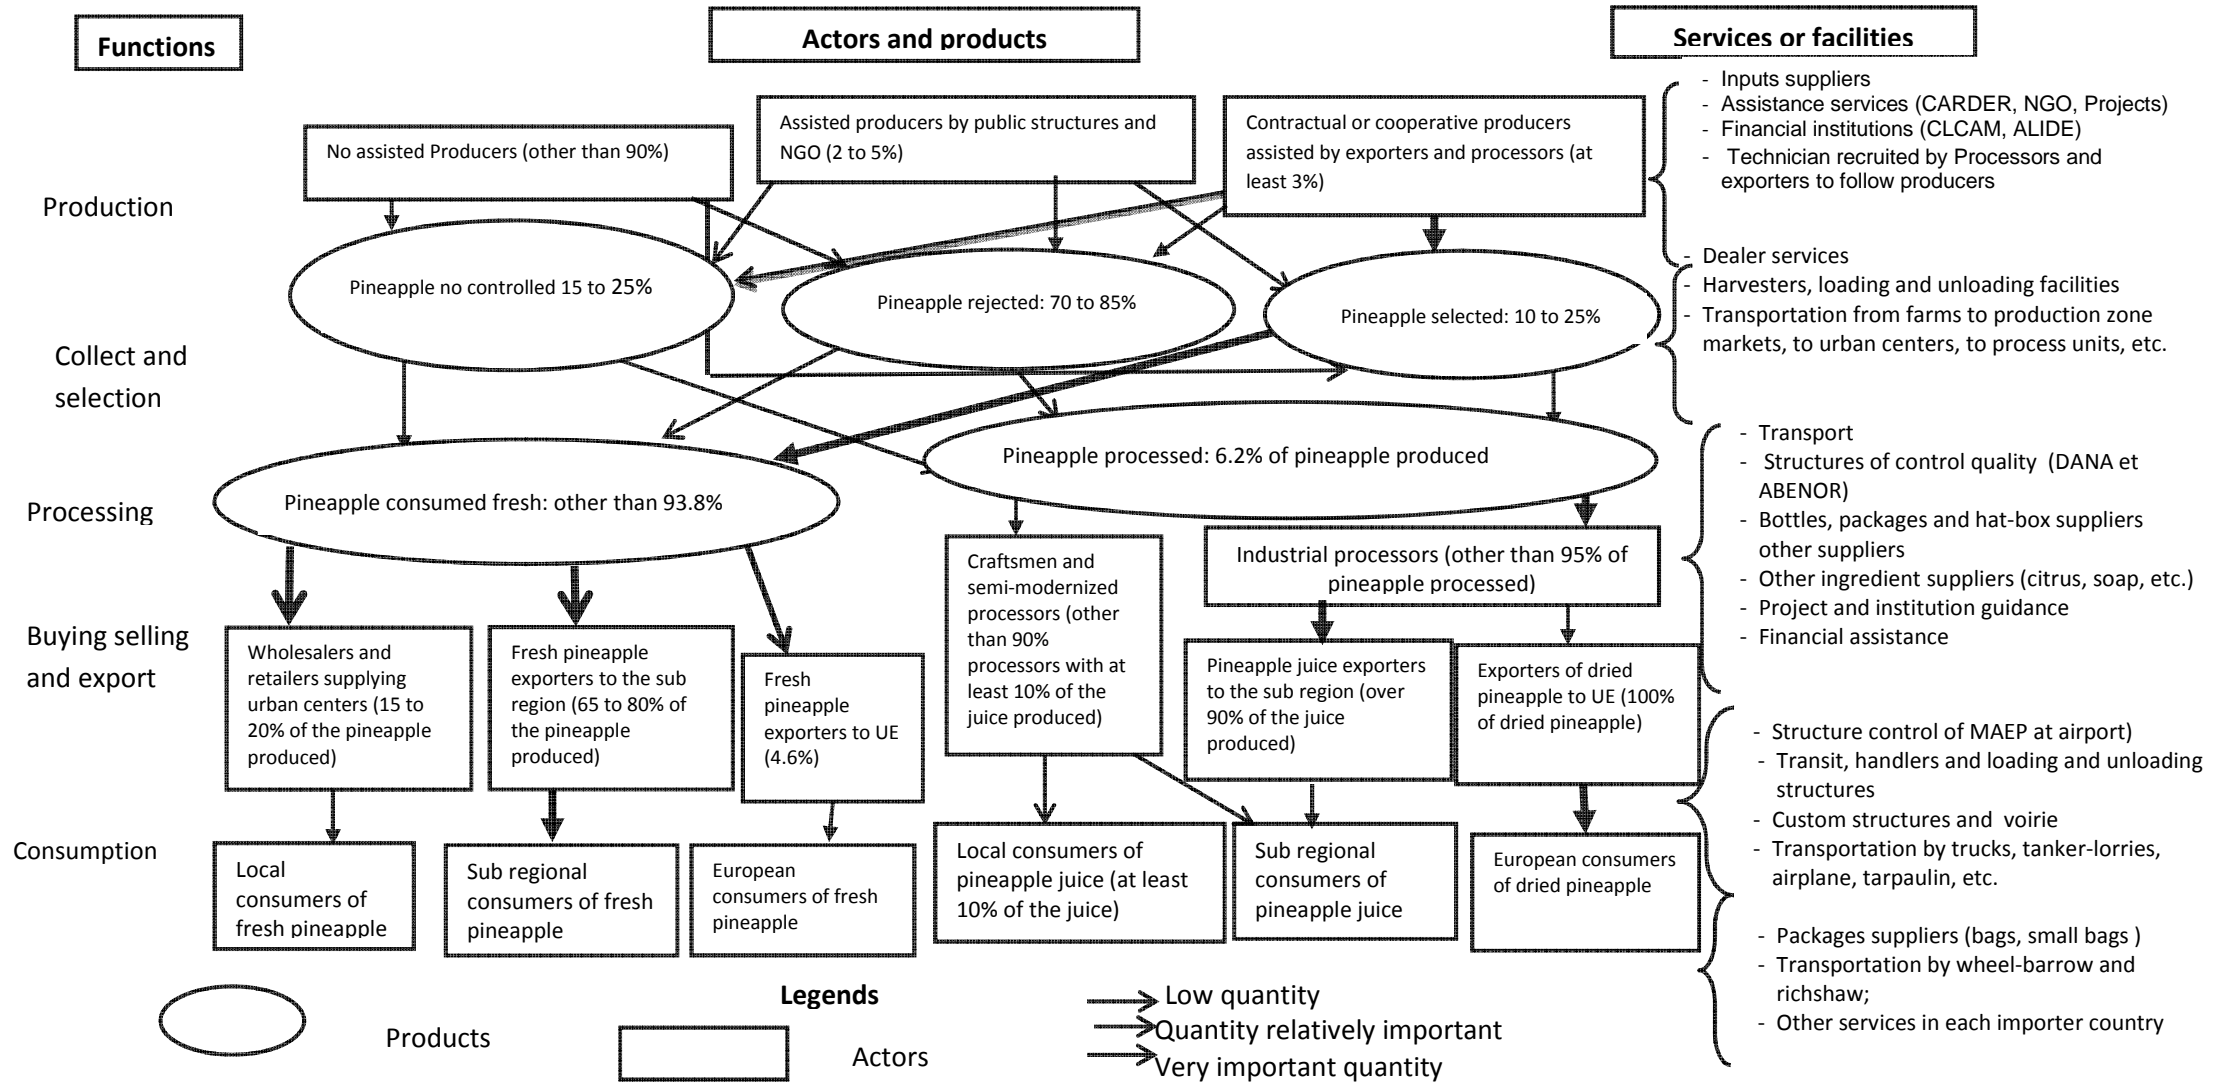 Functions
Actors and products
Services or facilities
No assisted Producers (other than 90%)
Assisted producers by public structures and
NGO (2 to 5%)
Contractual or cooperative producers
assisted by exporters and processors (at
least 3%)
- Inputs suppliers
- Assistance services (CARDER, NGO, Projects)
- Financial institutions (CLCAM, ALIDE)
- Technician recruited by Processors and
exporters to follow producers
Production
Pineapple no controlled 15 to 25%
Pineapple rejected: 70 to 85%
Pineapple selected: 10 to 25%
- Dealer services
- Harvesters, loading and unloading facilities
- Transportation from farms to production zone
markets, to urban centers, to process units, etc.
Collect and
selection
Pineapple consumed fresh: other than 93.8%
Pineapple processed: 6.2% of pineapple produced
- Transport
- Structures of control quality (DANA et
ABENOR)
- Bottles, packages and hat-box suppliers
other suppliers
- Other ingredient suppliers (citrus, soap, etc.)
- Project and institution guidance
- Financial assistance
Processing
Craftsmen and
semi-modernized
processors (other
than 90%
processors with at
least 10% of the
juice produced)
Industrial processors (other than 95% of
pineapple processed)
Buying selling
and export
Wholesalers and
retailers supplying
urban centers (15 to
20% of the pineapple
produced)
Fresh pineapple
exporters to the sub
region (65 to 80% of
the pineapple
produced)
Fresh
pineapple
exporters to UE
(4.6%)
Pineapple juice exporters
to the sub region (over
90% of the juice
produced)
Exporters of dried
pineapple to UE (100%
of dried pineapple)
- Structure control of MAEP at airport)
- Transit, handlers and loading and unloading
structures
- Custom structures and voirie
- Transportation by trucks, tanker-lorries,
airplane, tarpaulin, etc.
Consumption
Local
consumers of
fresh pineapple
Sub regional
consumers of fresh
pineapple
European
consumers of fresh
pineapple
Local consumers of
pineapple juice (at least
10% of the juice)
Sub regional
consumers of
pineapple juice
European consumers
of dried pineapple
- Packages suppliers (bags, small bags )
- Transportation by wheel-barrow and
richshaw;
- Other services in each importer country
Legends
Products
Actors
Low quantity
Quantity relatively important
Very important quantity